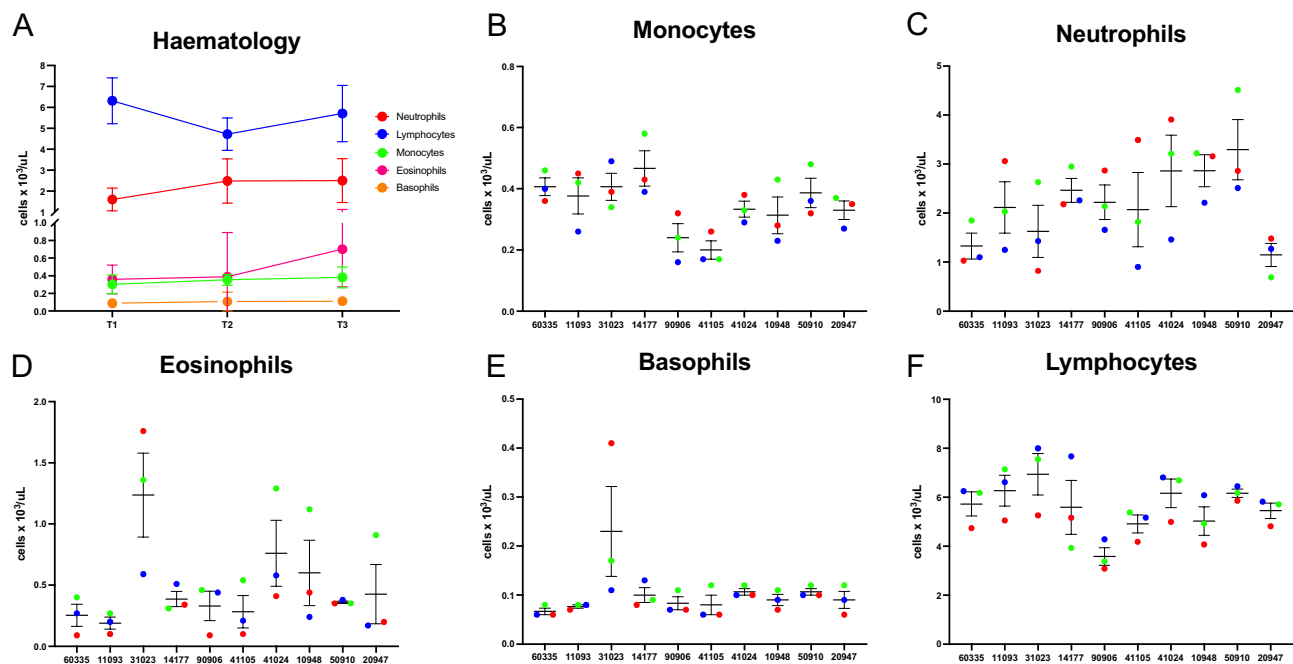 A
Haematology
cells x 10³/uL
8
7
6
5
4
3
2
1
1.0
0.8
0.6
0.4
0.2
0.0
T1 T2 T3
Neutrophils
Lymphocytes
Monocytes
Eosinophils
Basophils
B
Monocytes
cells x 10³/uL
0.8
0.6
0.4
0.2
0.0
60335 11093 31023 14177 90906 41105 41024 10948 50910 20947
C
Neutrophils
cells x 10³/uL
5
4
3
2
1
0
60335 11093 31023 14177 90906 41105 41024 10948 50910 20947
D
Eosinophils
cells x 10³/uL
2.0
1.5
1.0
0.5
0.0
60335 11093 31023 14177 90906 41105 41024 10948 50910 20947
E
Basophils
cells x 10³/uL
0.5
0.4
0.3
0.2
0.1
0.0
60335 11093 31023 14177 90906 41105 41024 10948 50910 20947
F
Lymphocytes
cells x 10³/uL
10
8
6
4
2
0
60335 11093 31023 14177 90906 41105 41024 10948 50910 20947